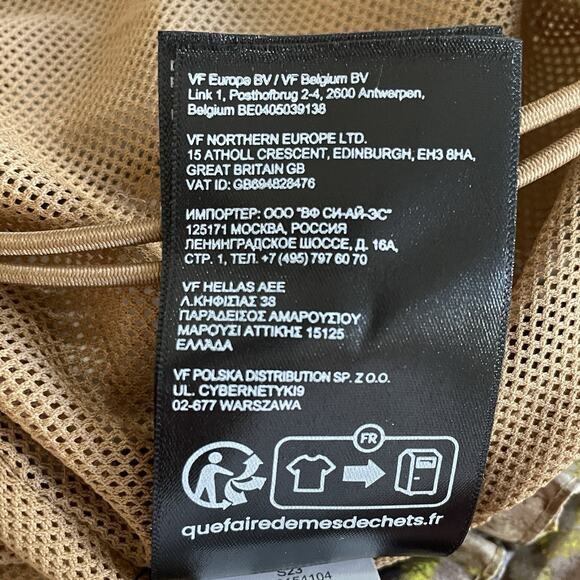 VF Europe BV / VF Belgium BV
Link 1, Posthofbrug 2-4, 2600 Antwerpen,
Belgium BE0405039138
VF NORTHERN EUROPE LTD.
15 ATHOLL CRESCENT, EDINBURGH, EH3 8HA,
GREAT BRITAIN GB
VAT ID: GB694828476
ИМПОРТЕР: ООО "ВФ СИ-АЙ-ЭС"
125171 МОСКВА, РОССИЯ
ЛЕНИНГРАДСКОЕ ШОССЕ, Д. 16А,
СТР. 1, ТЕЛ.:+7 (495) 797 60 70
VF HELLAS AEE
Λ.ΚΗΦΙΣΙΑΣ 38
ΠΑΡΑΔΕΙΣΟΣ ΑΜΑΡΟΥΣΙΟΥ
ΜΑΡΟΥΣΙ ΑΤΤΙΚΗΣ 15125
ΕΛΛΑΔΑ
VF POLSKA DISTRIBUTION SP. Z O.O.
UL. CYBERNETYKI9
02-677 WARSZAWA
FR
quefairedemesdechets.fr
S23